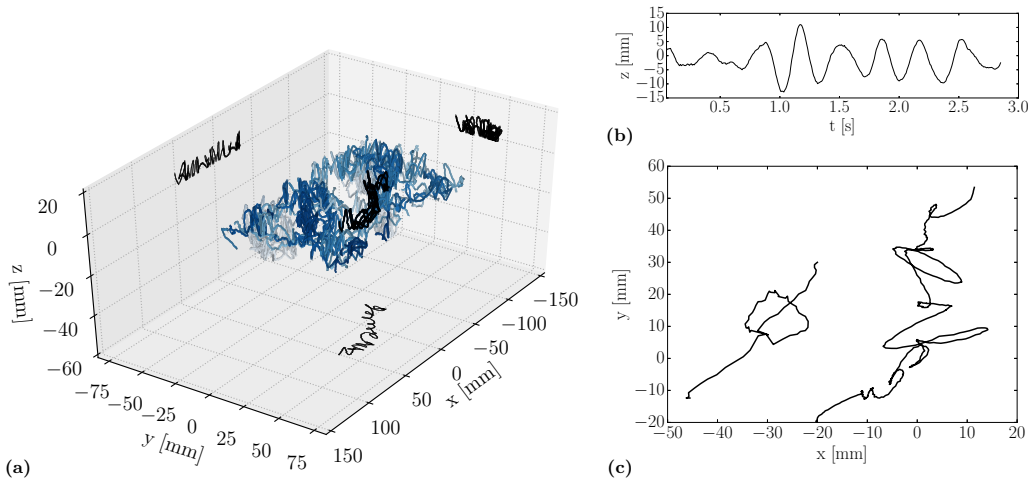 20
0
−20
−40
−60
z [mm]
−75
−50
−25
0
25
50
75
y [mm]
150
100
50
0
−50
−100
−150
x [mm]
(a)
15
10
5
0
−5
−10
−15
z [mm]
0.5 1.0 1.5 2.0 2.5 3.0
t [s]
(b)
60
50
40
30
20
10
0
−10
−20
y [mm]
−50 −40 −30 −20 −10 0 10 20
x [mm]
(c)